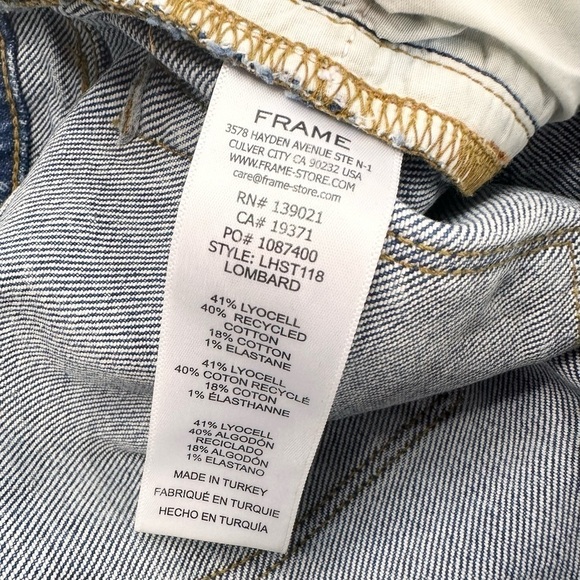 FRAME
3578 HAYDEN AVENUE STE N-1
CULVER CITY CA 90232 USA
WWW.FRAME-STORE.COM
care@frame-store.com
RN# 139021
CA# 19371
PO# 1087400
STYLE: LHST118
LOMBARD
41% LYOCELL
40% RECYCLED
COTTON
18% COTTON
1% ELASTANE
41% LYOCELL
40% COTON RECYCLÉ
18% COTON
1% ÉLASTHANNE
41% LYOCELL
40% ALGODÓN
RECICLADO
18% ALGODÓN
1% ELASTANO
MADE IN TURKEY
FABRIQUÉ EN TURQUIE
HECHO EN TURQUÍA